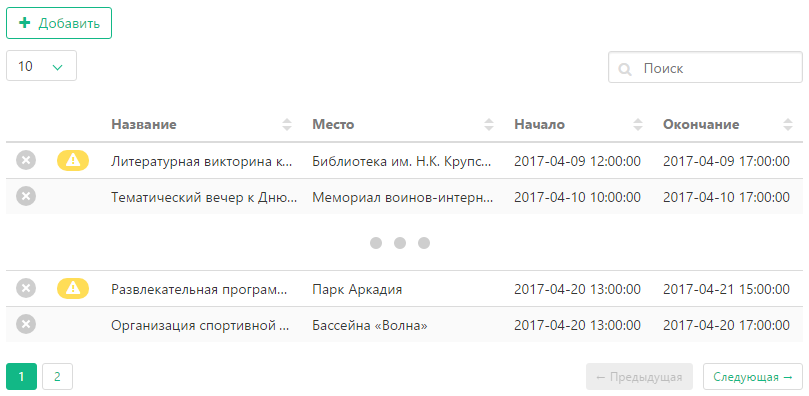 Добавить
10
Поиск
Название Место Начало Окончание
Литературная викторина к... Библиотека им. Н.К. Крупс... 2017-04-09 12:00:00 2017-04-09 17:00:00
Тематический вечер к Дню... Мемориал воинов-интерн... 2017-04-10 10:00:00 2017-04-10 17:00:00
Развлекательная програм... Парк Аркадия 2017-04-20 13:00:00 2017-04-21 15:00:00
Организация спортивной ... Бассейна «Волна» 2017-04-20 13:00:00 2017-04-20 17:00:00
1 2 ← Предыдущая Следующая →